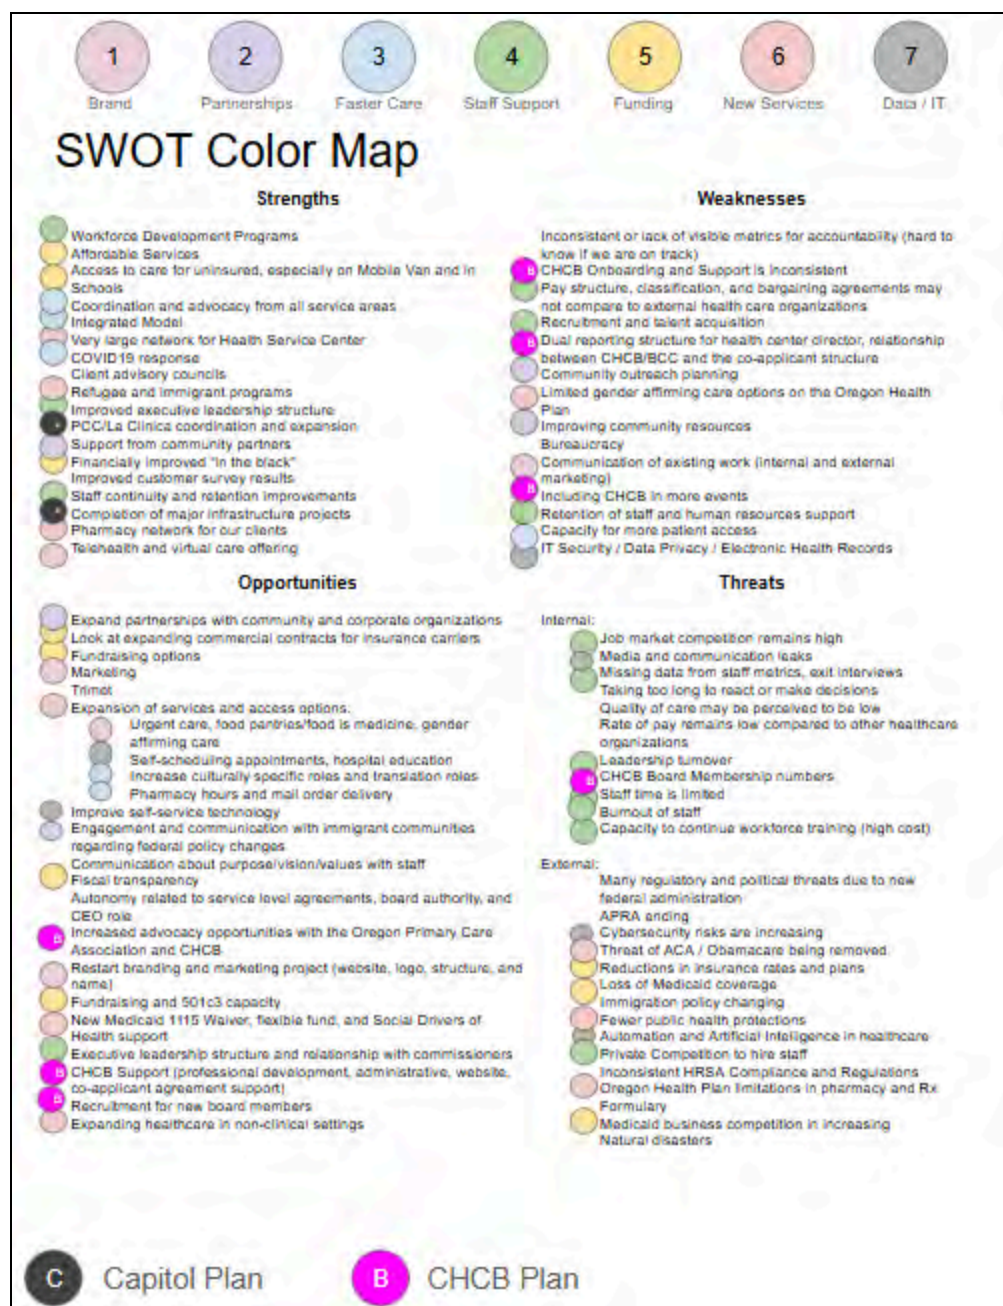 1
2
3
4
5
6
7
Brand
Partnerships
Faster Care
Staff Support
Funding
New Services
Data / IT
SWOT Color Map
Strengths
Workforce Development Programs
Affordable Services
Access to care for uninsured, especially on Mobile Van and in
Schools
Coordination and advocacy from all service areas
Integrated Model
Very large network for Health Service Center
COVID19 response
Client advisory councils
Refugee and immigrant programs
Improved executive leadership structure
PCC/La Clinica coordination and expansion
Support from community partners
Financially improved "in the black"
Improved customer survey results
Staff continuity and retention improvements
Completion of major infrastructure projects
Pharmacy network for our clients
Telehealth and virtual care offering
Weaknesses
Inconsistent or lack of visible metrics for accountability (hard to
know if we are on track)
B CHCB Onboarding and Support is Inconsistent
Pay structure, classification, and bargaining agreements may
not compare to external health care organizations
Recruitment and talent acquisition
B Dual reporting structure for health center director, relationship
between CHCB/BCC and the co-applicant structure
Community outreach planning
Limited gender affirming care options on the Oregon Health
Plan
Improving community resources
Bureaucracy
Communication of existing work (internal and external
marketing)
B Including CHCB in more events
Retention of staff and human resources support
Capacity for more patient access
IT Security / Data Privacy / Electronic Health Records
Opportunities
Expand partnerships with community and corporate organizations
Look at expanding commercial contracts for insurance carriers
Fundraising options
Marketing
Trimet
Expansion of services and access options:
Urgent care, food pantries/food is medicine, gender
affirming care
Self-scheduling appointments, hospital education
Increase culturally specific roles and translation roles
Pharmacy hours and mail order delivery
Improve self-service technology
Engagement and communication with immigrant communities
regarding federal policy changes
Communication about purpose/vision/values with staff
Fiscal transparency
Autonomy related to service level agreements, board authority, and
CEO role
B Increased advocacy opportunities with the Oregon Primary Care
Association and CHCB
Restart branding and marketing project (website, logo, structure, and
name)
Fundraising and 501c3 capacity
New Medicaid 1115 Waiver, flexible fund, and Social Drivers of
Health support
Executive leadership structure and relationship with commissioners
B CHCB Support (professional development, administrative, website,
co-applicant agreement support)
B Recruitment for new board members
Expanding healthcare in non-clinical settings
Threats
Internal:
Job market competition remains high
Media and communication leaks
Missing data from staff metrics, exit interviews
Taking too long to react or make decisions
Quality of care may be perceived to be low
Rate of pay remains low compared to other healthcare
organizations
Leadership turnover
B CHCB Board Membership numbers
Staff time is limited
Burnout of staff
Capacity to continue workforce training (high cost)
External:
Many regulatory and political threats due to new
federal administration
APRA ending
Cybersecurity risks are increasing
Threat of ACA / Obamacare being removed
Reductions in insurance rates and plans
Loss of Medicaid coverage
Immigration policy changing
Fewer public health protections
Automation and Artificial Intelligence in healthcare
Private Competition to hire staff
Inconsistent HRSA Compliance and Regulations
Oregon Health Plan limitations in pharmacy and Rx
Formulary
Medicaid business competition in increasing
Natural disasters
C Capitol Plan
B CHCB Plan